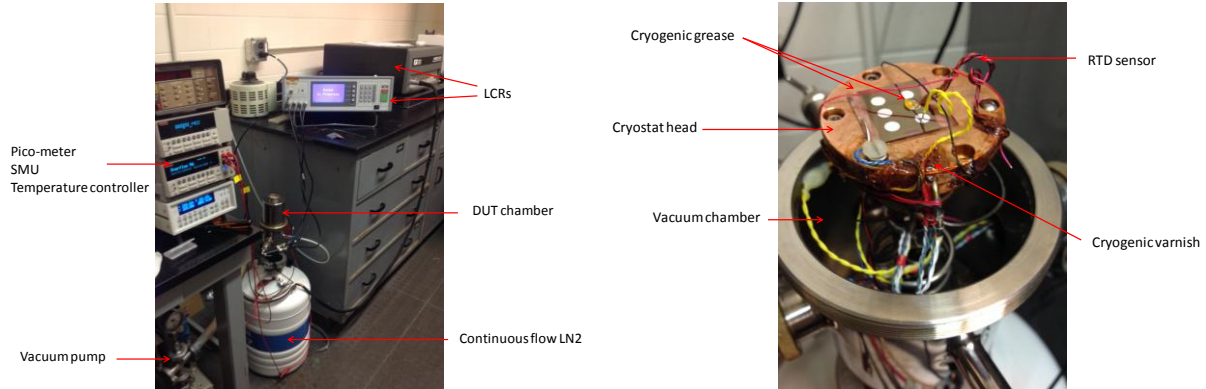 LCRs
Pico-meter
SMU
Temperature controller
DUT chamber
Continuous flow LN2
Vacuum pump
Cryogenic grease
RTD sensor
Cryostat head
Vacuum chamber
Cryogenic varnish